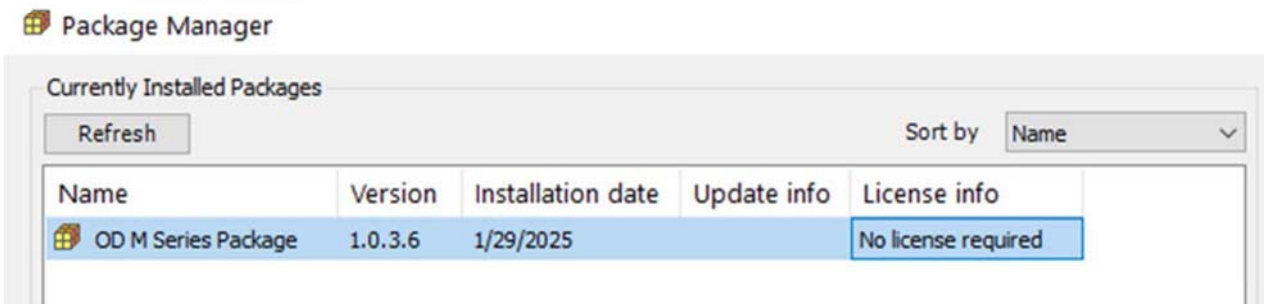 Package Manager
Currently Installed Packages
Refresh Sort by Name
Name Version Installation date Update info License info
OD M Series Package 1.0.3.6 1/29/2025 No license required